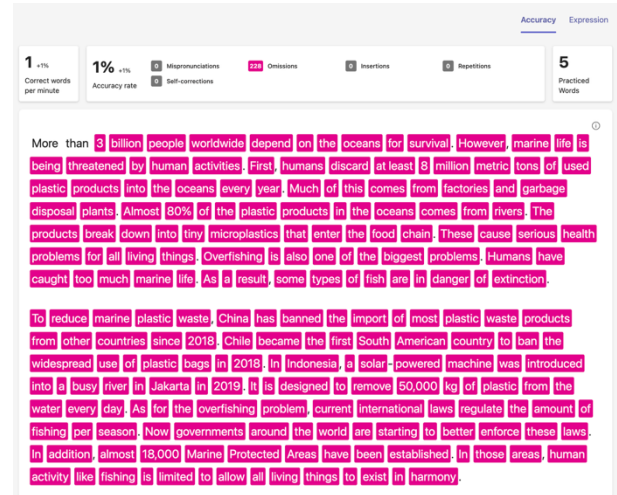 Accuracy Expression
1 +1%
Correct words
per minute
1% +1%
Accuracy rate
0 Mispronunciations
228 Omissions
0 Insertions
0 Repetitions
0 Self-corrections
5
Practiced
Words
More than 3 billion people worldwide depend on the oceans for survival. However, marine life is
being threatened by human activities. First, humans discard at least 8 million metric tons of used
plastic products into the oceans every year. Much of this comes from factories and garbage
disposal plants. Almost 80% of the plastic products in the oceans comes from rivers. The
products break down into tiny microplastics that enter the food chain. These cause serious health
problems for all living things. Overfishing is also one of the biggest problems. Humans have
caught too much marine life. As a result, some types of fish are in danger of extinction.
To reduce marine plastic waste, China has banned the import of most plastic waste products
from other countries since 2018. Chile became the first South American country to ban the
widespread use of plastic bags in 2018. In Indonesia, a solar-powered machine was introduced
into a busy river in Jakarta in 2019. It is designed to remove 50,000 kg of plastic from the
water every day. As for the overfishing problem, current international laws regulate the amount of
fishing per season. Now governments around the world are starting to better enforce these laws.
In addition, almost 18,000 Marine Protected Areas have been established. In those areas, human
activity like fishing is limited to allow all living things to exist in harmony.